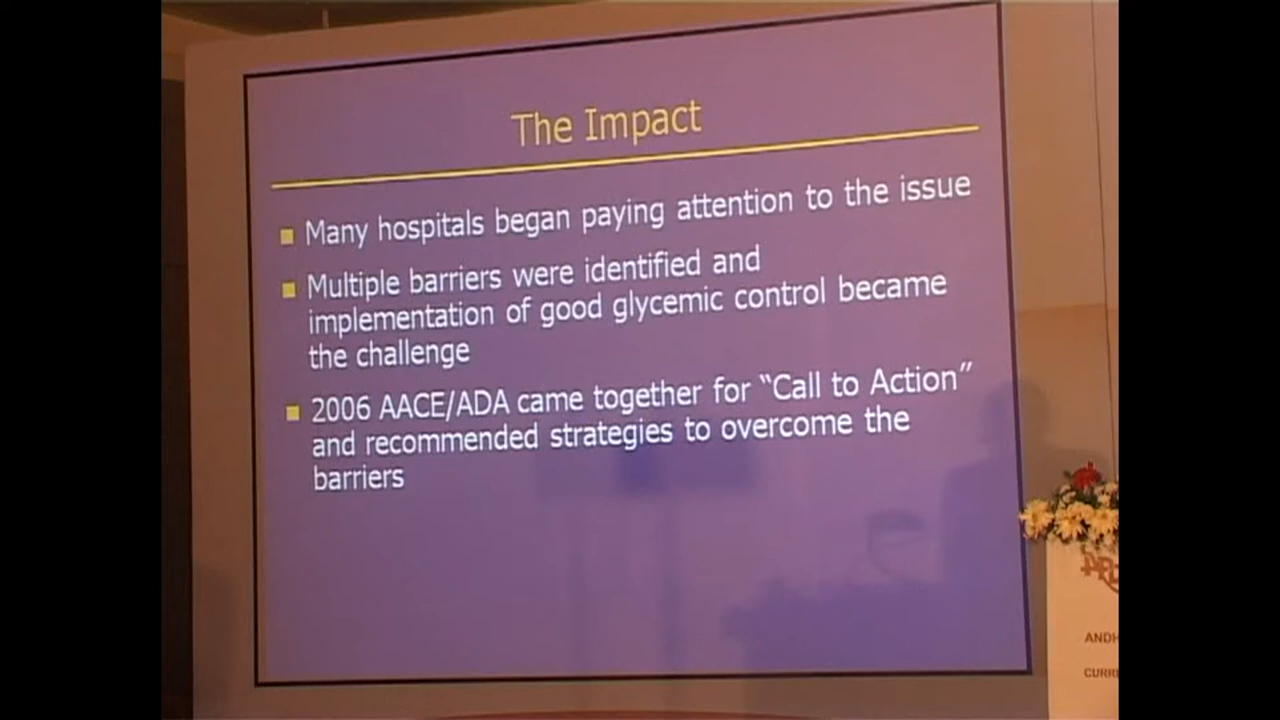 The Impact
Many hospitals began paying attention to the issue
Multiple barriers were identified and
implementation of good glycemic control became
the challenge
2006 AACE/ADA came together for “Call to Action”
and recommended strategies to overcome the
barriers
ANDH
CURR